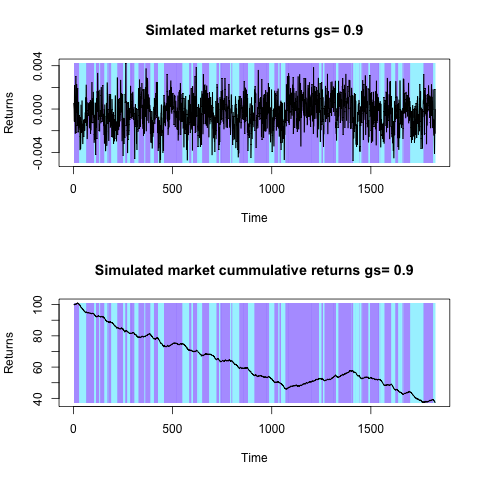 Simlated market returns gs= 0.9
0.004
0.000
-0.004
Returns
0
500
1000
1500
Time
Simulated market cummulative returns gs= 0.9
100
80
60
40
Returns
0
500
1000
1500
Time